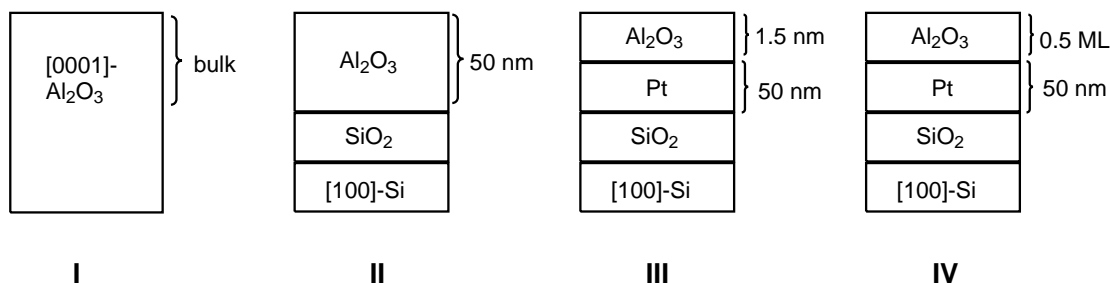 [0001]-
Al₂O₃
bulk
I
Al₂O₃
50 nm
SiO₂
[100]-Si
II
Al₂O₃
1.5 nm
Pt
50 nm
SiO₂
[100]-Si
III
Al₂O₃
0.5 ML
Pt
50 nm
SiO₂
[100]-Si
IV